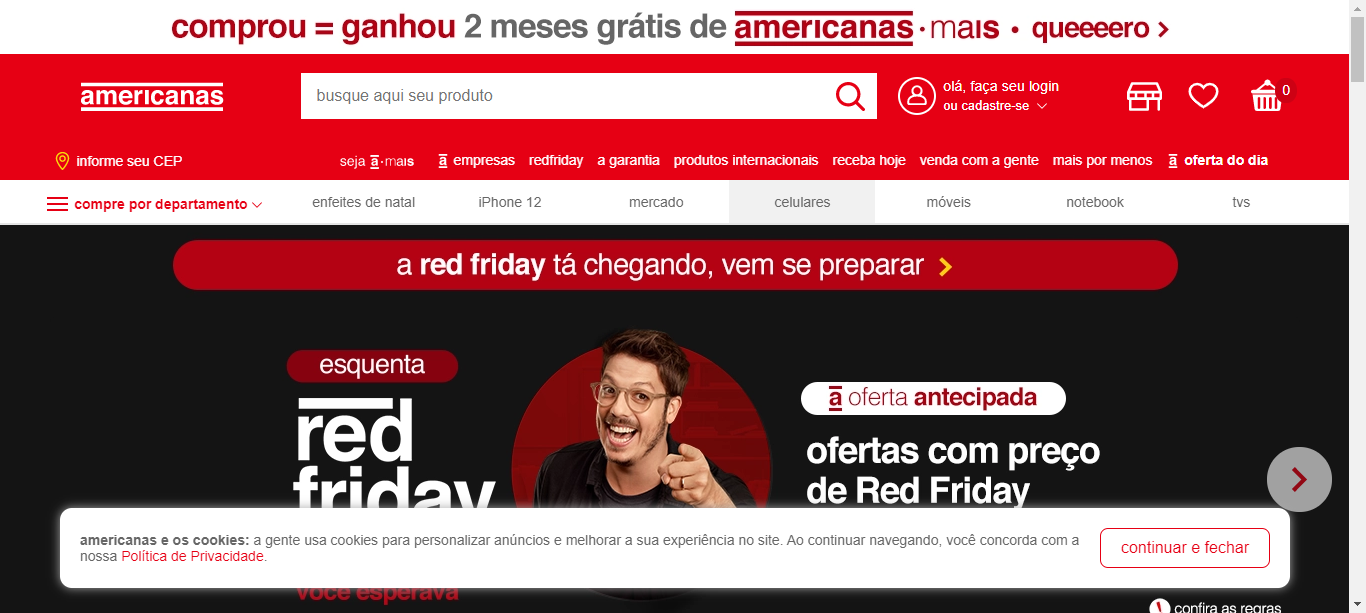 comprou = ganhou 2 meses grátis de americanas • mais • queeeero >
americanas
busque aqui seu produto
olá, faça seu login
ou cadastre-se
0
informe seu CEP
seja a•mais
a empresas redfriday a garantia produtos internacionais receba hoje venda com a gente mais por menos a oferta do dia
compre por departamento
enfeites de natal iPhone 12 mercado celulares móveis notebook tvs
a red friday tá chegando, vem se preparar >
esquenta
red
friday
a oferta antecipada
ofertas com preço
de Red Friday
americanas e os cookies: a gente usa cookies para personalizar anúncios e melhorar a sua experiência no site. Ao continuar navegando, você concorda com a
nossa Política de Privacidade.
continuar e fechar
você esperava
! confira as regras